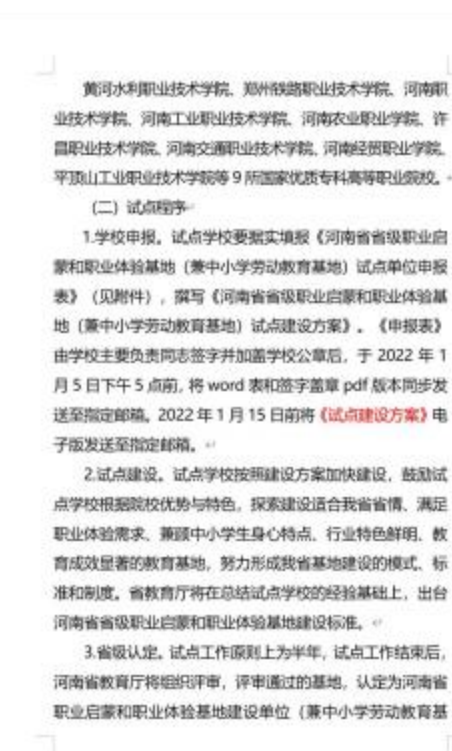 黄河水利职业技术学院、郑州铁路职业技术学院、河南职
业技术学院、河南工业职业技术学院、河南农业职业学院、许
昌职业技术学院、河南交通职业技术学院、河南经贸职业学院、
平顶山工业职业技术学院等 9 所国家优质专科高等职业院校。
(二) 试点程序
1.学校申报。试点学校要据实填报《河南省省级职业启
蒙和职业体验基地（兼中小学劳动教育基地）试点单位申报
表》（见附件），撰写《河南省省级职业启蒙和职业体验基
地（兼中小学劳动教育基地）试点建设方案》。《申报表》
由学校主要负责同志签字并加盖学校公章后，于 2022 年 1
月 5 日下午 5 点前，将 word 表和签字盖章 pdf 版本同步发
送至指定邮箱。2022 年 1 月 15 日前将《试点建设方案》电
子版发送至指定邮箱。
2.试点建设。试点学校按照建设方案加快建设，鼓励试
点学校根据院校优势与特色，探索建设适合我省省情、满足
职业体验需求、兼顾中小学生身心特点、行业特色鲜明、教
育成效显著的教育基地，努力形成我省基地建设的模式、标
准和制度。省教育厅将在总结试点学校的经验基础上，出台
河南省省级职业启蒙和职业体验基地建设标准。
3.省级认定。试点工作原则上为半年，试点工作结束后，
河南省教育厅将组织评审，评审通过的基地，认定为河南省
职业启蒙和职业体验基地建设单位（兼中小学劳动教育基